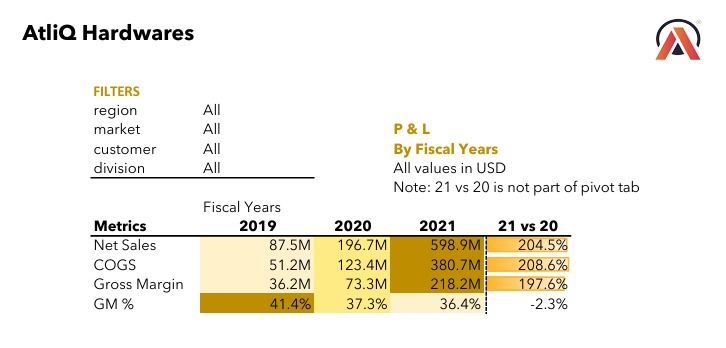 AtliQ Hardwares
FILTERS
region All
market All
customer All
division All
P & L
By Fiscal Years
All values in USD
Note: 21 vs 20 is not part of pivot tab
Fiscal Years
Metrics 2019 2020 2021 21 vs 20
Net Sales 87.5M 196.7M 598.9M 204.5%
COGS 51.2M 123.4M 380.7M 208.6%
Gross Margin 36.2M 73.3M 218.2M 197.6%
GM % 41.4% 37.3% 36.4% -2.3%